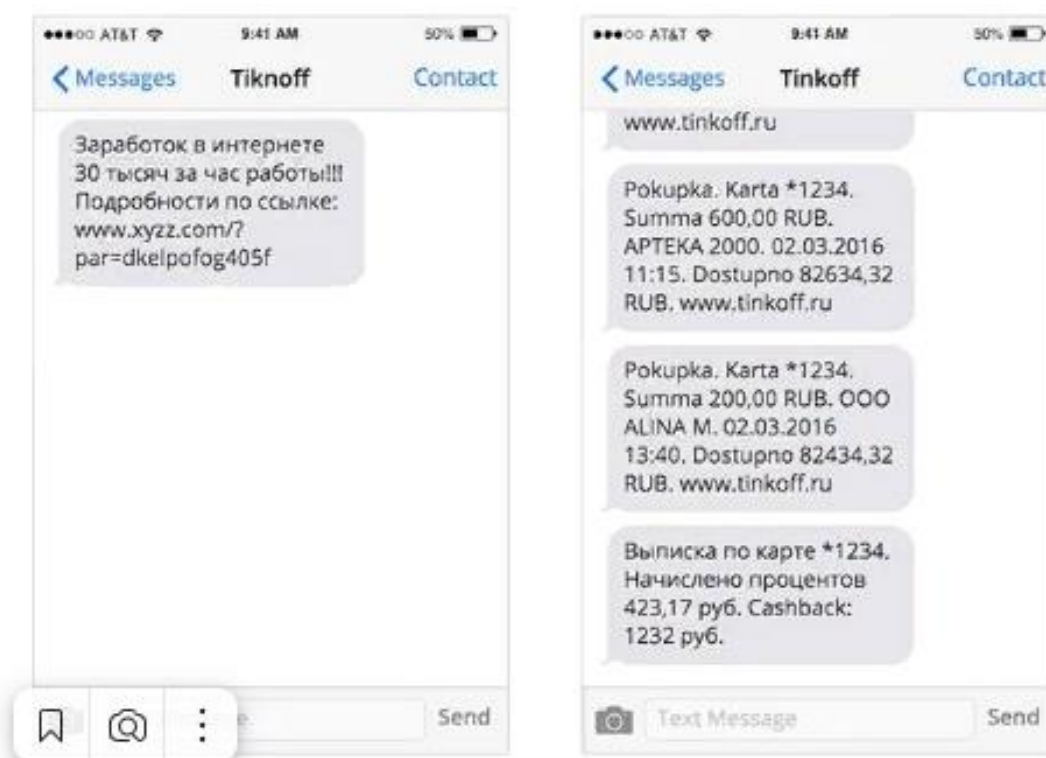 AT&T 9:41 AM 50%
Messages Tiknoff Contact
Заработок в интернете
30 тысяч за час работы!!!
Подробности по ссылке:
www.xyzz.com/?
par=dkelpofog405f
Send
AT&T 9:41 AM 50%
Messages Tinkoff Contact
www.tinkoff.ru
Pokupka. Karta *1234.
Summa 600,00 RUB.
APTEKA 2000. 02.03.2016
11:15. Dostupno 82634,32
RUB. www.tinkoff.ru
Pokupka. Karta *1234.
Summa 200,00 RUB. OOO
ALINA M. 02.03.2016
13:40. Dostupno 82434,32
RUB. www.tinkoff.ru
Выписка по карте *1234.
Начислено процентов
423,17 руб. Cashback:
1232 руб.
Text Message Send